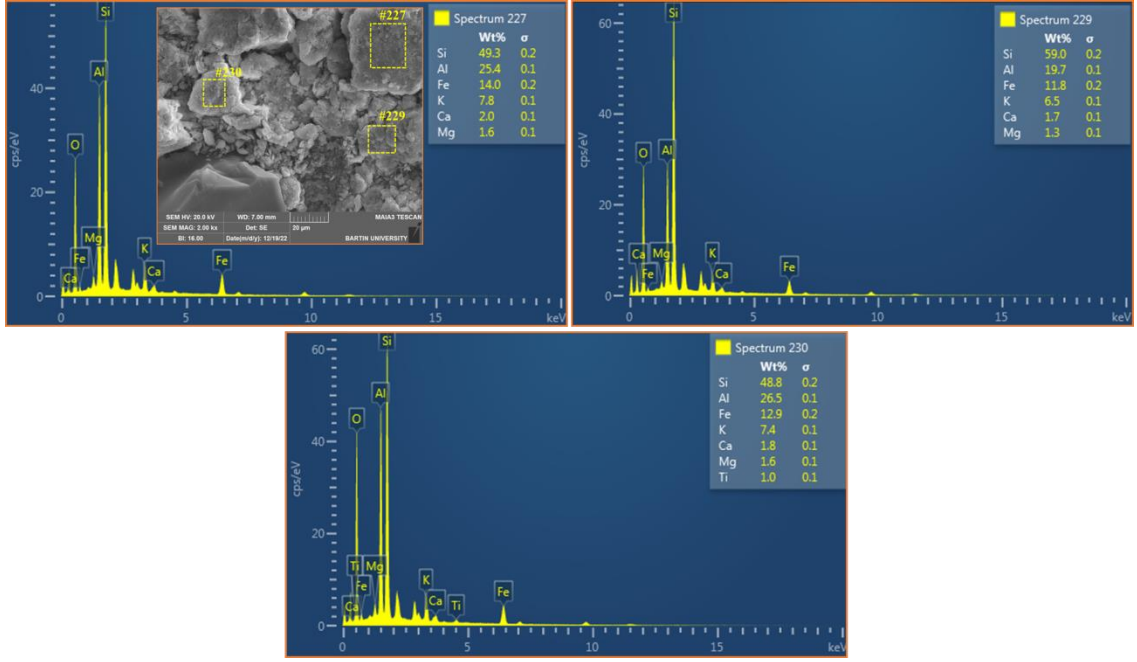 Spectrum 227
Wt% σ
Si 49.3 0.2
Al 25.4 0.1
Fe 14.0 0.2
K 7.8 0.1
Ca 2.0 0.1
Mg 1.6 0.1
Si
Al
O
Mg
Fe
Ca
K
Ca
Fe
cps/eV
40
20
0
0 5 10 15 keV
#227
#230
#229
SEM HV: 20.0 kV WD: 7.00 mm MAIA3 TESCAN
SEM MAG: 2.00 kx Det: SE 20 μm
BI: 16.00 Date(m/d/y): 12/19/22 BARTIN UNIVERSITY
Spectrum 229
Wt% σ
Si 59.0 0.2
Al 19.7 0.1
Fe 11.8 0.2
K 6.5 0.1
Ca 1.7 0.1
Mg 1.3 0.1
Si
O
Al
Ca
Mg
Fe
K
Ca
Fe
cps/eV
60
40
20
0
0 5 10 15 keV
Spectrum 230
Wt% σ
Si 48.8 0.2
Al 26.5 0.1
Fe 12.9 0.2
K 7.4 0.1
Ca 1.8 0.1
Mg 1.6 0.1
Ti 1.0 0.1
Si
Al
O
Ti
Mg
Fe
Ca
K
Ca
Ti
Fe
cps/eV
60
40
20
0
0 5 10 15 keV